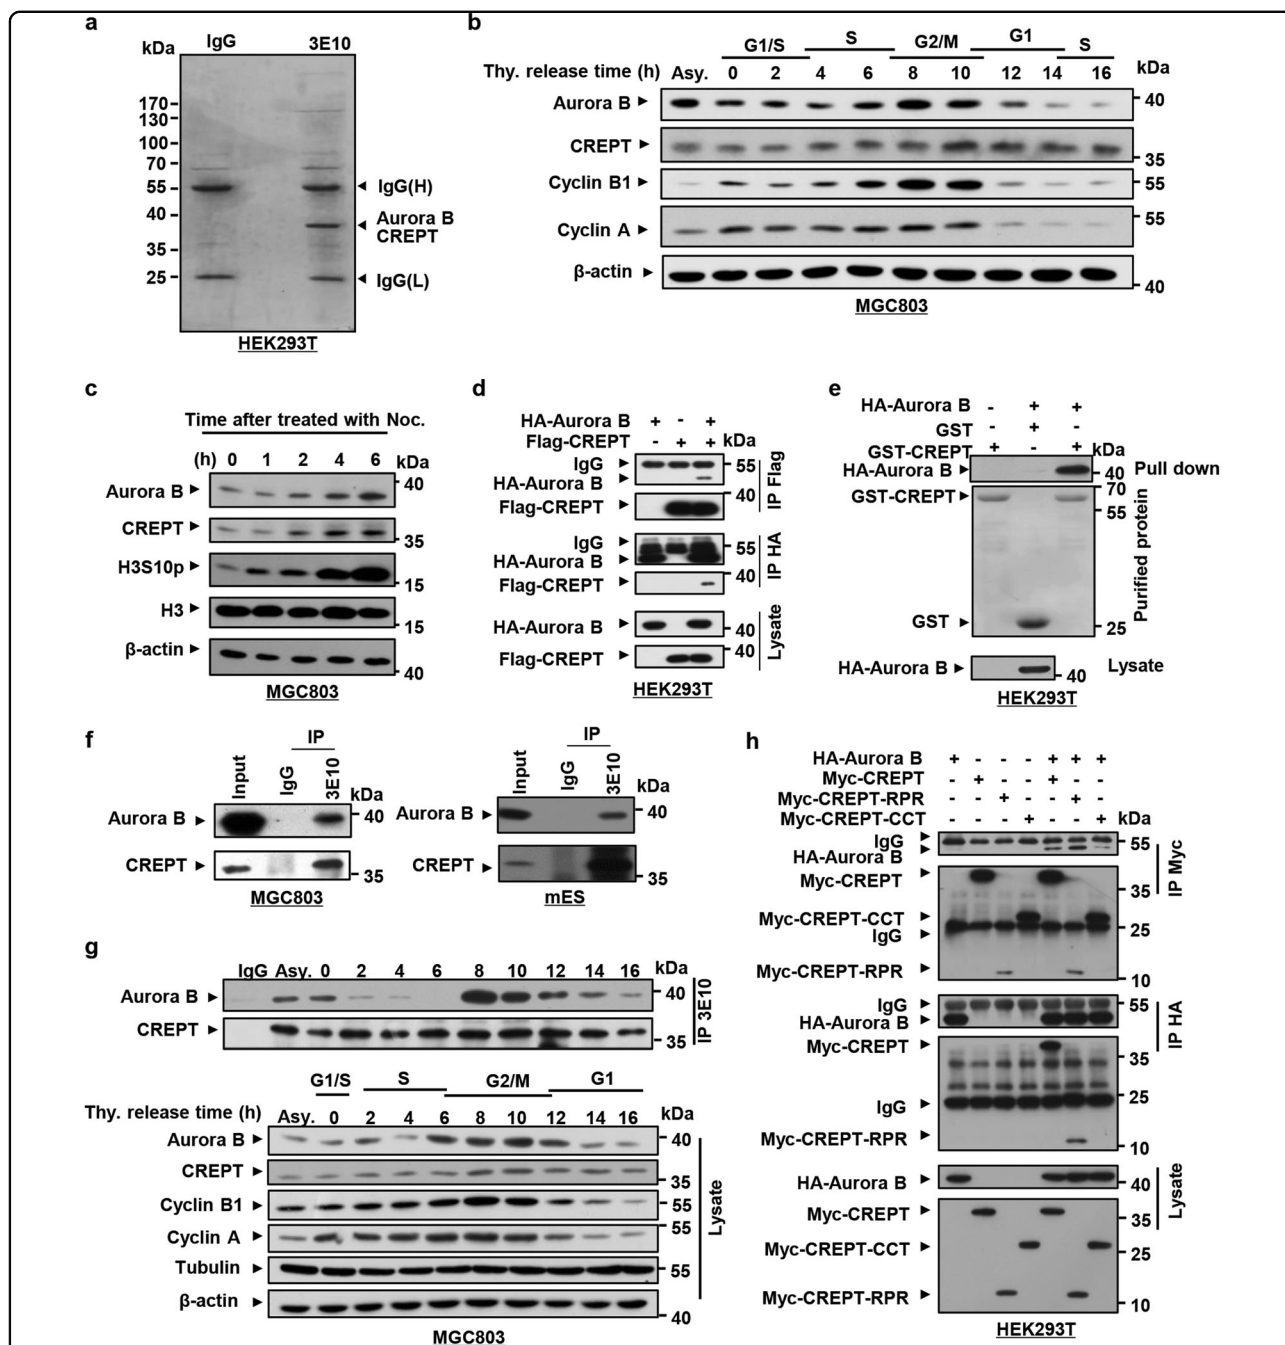 a
kDa IgG 3E10
170
130
100
70
55
40
35
25
IgG(H)
Aurora B
CREPT
IgG(L)
HEK293T
b
G1/S S G2/M G1 S
Thy. release time (h) Asy. 0 2 4 6 8 10 12 14 16 kDa
Aurora B 40
CREPT 35
Cyclin B1 55
Cyclin A 55
β-actin 40
MGC803
c
Time after treated with Noc.
(h) 0 1 2 4 6 kDa
Aurora B 40
CREPT 35
H3S10p 15
H3 15
β-actin 40
MGC803
d
HA-Aurora B + - +
Flag-CREPT - + + kDa
IgG 55
HA-Aurora B
Flag-CREPT 40
IP Flag
IgG 55
HA-Aurora B
Flag-CREPT 40
IP HA
HA-Aurora B 40
Flag-CREPT 40
Lysate
HEK293T
e
HA-Aurora B - + +
GST - + -
GST-CREPT + - + kDa
HA-Aurora B 40 Pull down
GST-CREPT 70
55
GST 25
Purified protein
HA-Aurora B 40 Lysate
HEK293T
f
IP
Input IgG 3E10 kDa
Aurora B 40
CREPT 35
MGC803
IP
Input IgG 3E10 kDa
Aurora B 40
CREPT 35
mES
g
IgG Asy. 0 2 4 6 8 10 12 14 16 kDa
Aurora B 40
CREPT 35
IP 3E10
G1/S S G2/M G1
Thy. release time (h) Asy. 0 2 4 6 8 10 12 14 16 kDa
Aurora B 40
CREPT 35
Cyclin B1 55
Cyclin A 55
Tubulin 55
β-actin 40
Lysate
MGC803
h
HA-Aurora B + - - - + + +
Myc-CREPT - + - - + - -
Myc-CREPT-RPR - - + - - + -
Myc-CREPT-CCT - - - + - - + kDa
IgG 55
HA-Aurora B
Myc-CREPT 35
Myc-CREPT-CCT 25
IgG
Myc-CREPT-RPR 10
IP Myc
IgG 55
HA-Aurora B
Myc-CREPT 35
IgG 25
Myc-CREPT-RPR 10
IP HA
HA-Aurora B 40
Myc-CREPT 35
Myc-CREPT-CCT 25
Myc-CREPT-RPR 10
Lysate
HEK293T